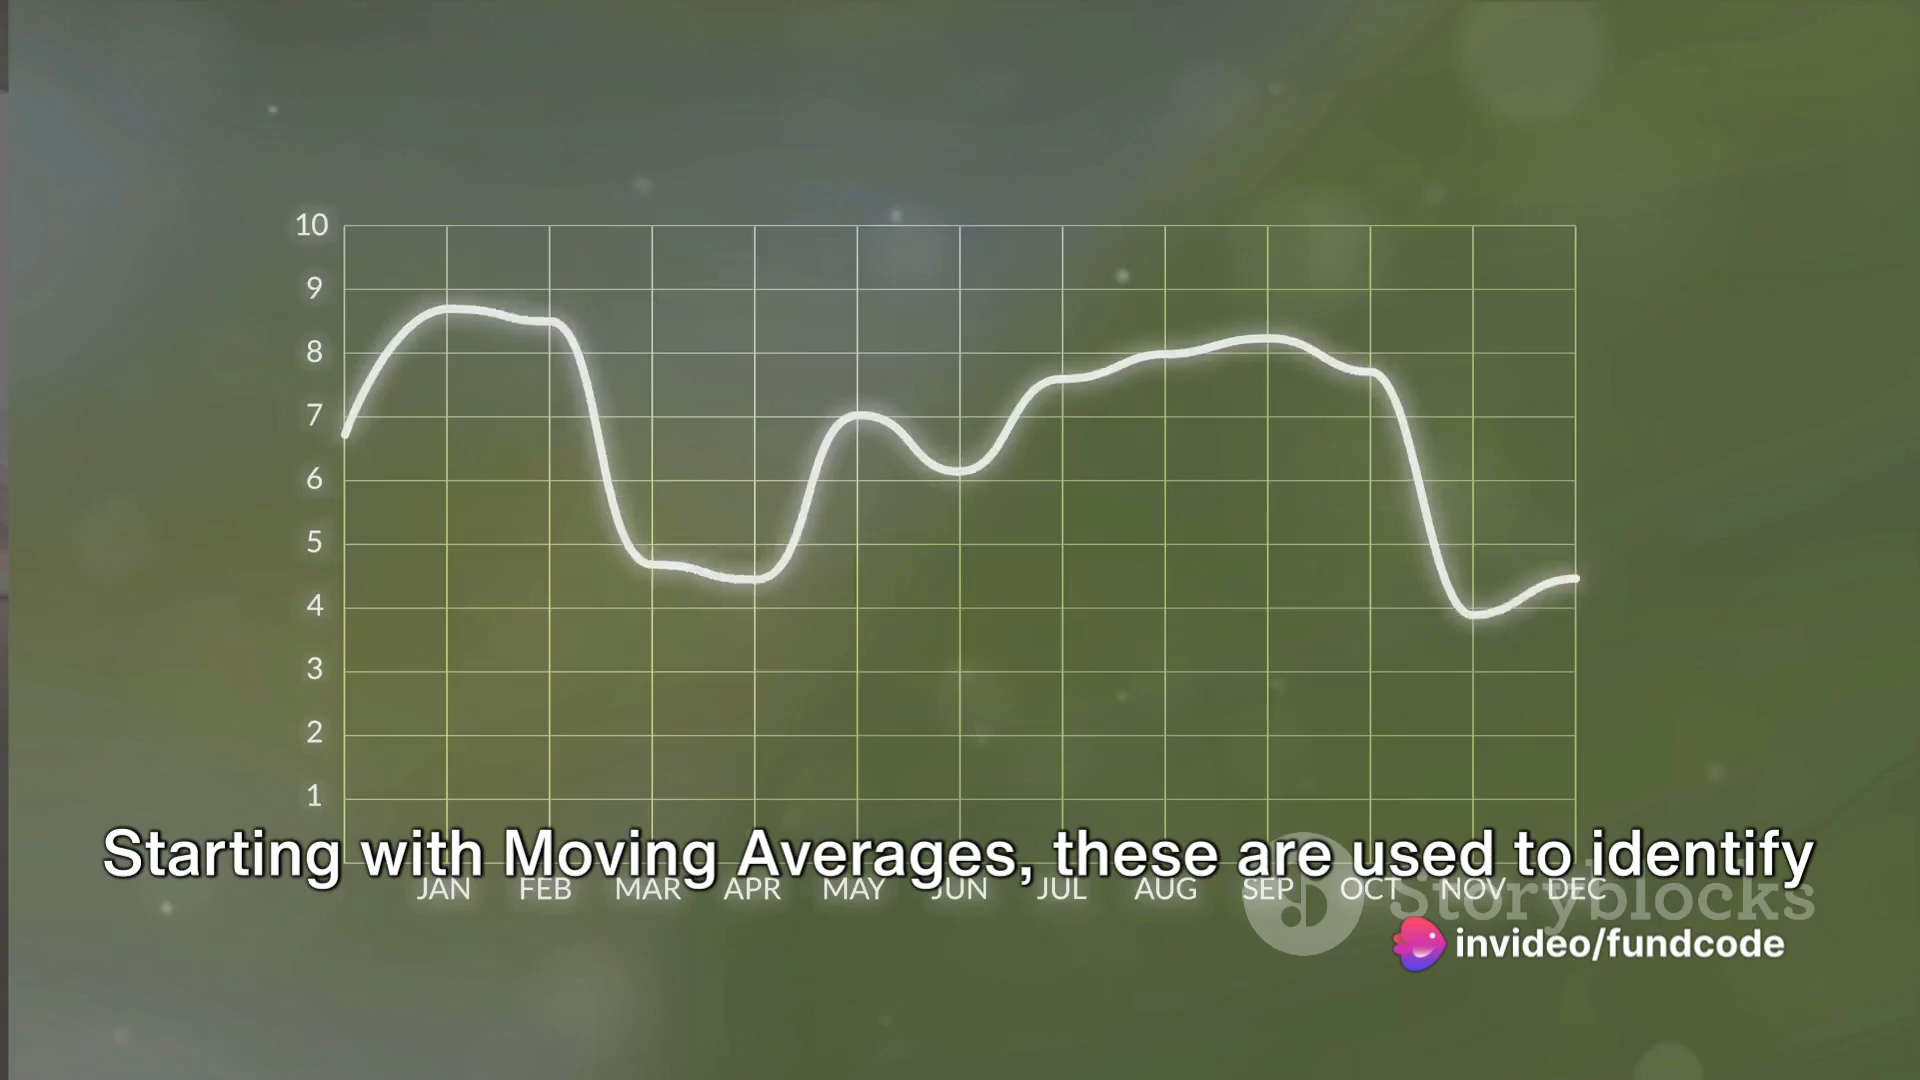 10
9
8
7
6
5
4
3
2
1
Starting with Moving Averages, these are used to identify
JAN FEB MAR APR MAY JUN JUL AUG SEP OCT NOV DEC
Storyblocks
invideo/fundcode